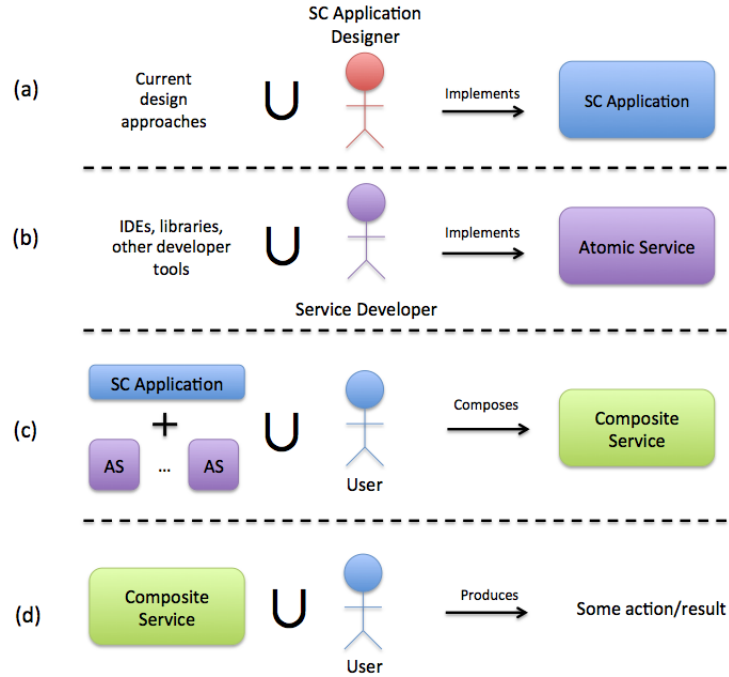 SC Application
Designer
(a)
Current
design
approaches
U
Implements
SC Application
(b)
IDEs, libraries,
other developer
tools
U
Implements
Atomic Service
Service Developer
(c)
SC Application
+
AS
...
AS
U
User
Composes
Composite
Service
(d)
Composite
Service
U
User
Produces
Some action/result